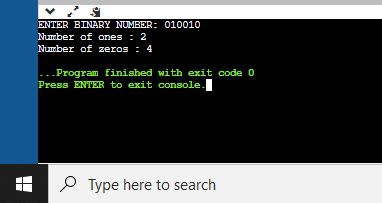 ENTER BINARY NUMBER: 010010
Number of ones : 2
Number of zeros : 4
...Program finished with exit code 0
Press ENTER to exit console.
Type here to search